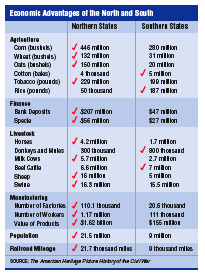 Economic Advantages of the North and South
Northern States Southern States
Agriculture
Corn (bushels) ✓ 446 million 280 million
Wheat (bushels) ✓ 132 million 31 million
Oats (bushels) ✓ 150 million 20 million
Cotton (bales) 4 thousand ✓ 5 million
Tobacco (pounds) ✓ 229 million 199 million
Rice (pounds) 50 thousand ✓ 187 million
Finance
Bank Deposits ✓ $207 million $47 million
Specie ✓ $56 million $27 million
Livestock
Horses ✓ 4.2 million 1.7 million
Donkeys and Mules 300 thousand ✓ 800 thousand
Milk Cows ✓ 5.7 million 2.7 million
Beef Cattle 6.6 million ✓ 7 million
Sheep ✓ 16 million 5 million
Swine ✓ 16.3 million 15.5 million
Manufacturing
Number of Factories ✓ 110.1 thousand 20.6 thousand
Number of Workers ✓ 1.17 million 111 thousand
Value of Products ✓ $1.62 billion $155 million
Population ✓ 21.5 million 9 million
Railroad Mileage ✓ 21.7 thousand miles 9 thousand miles
SOURCE: The American Heritage Picture History of the Civil War